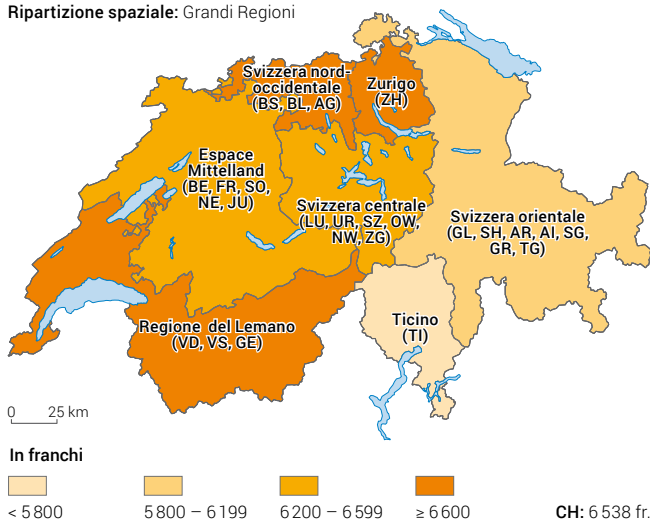 Ripartizione spaziale: Grandi Regioni
Svizzera nord-
occidentale
(BS, BL, AG)
Zurigo
(ZH)
Espace
Mittelland
(BE, FR, SO,
NE, JU)
Svizzera centrale
(LU, UR, SZ, OW,
NW, ZG)
Svizzera orientale
(GL, SH, AR, AI, SG,
GR, TG)
Regione del Lemano
(VD, VS, GE)
Ticino
(TI)
0 25 km
In franchi
< 5 800 5 800 – 6 199 6 200 – 6 599 ≥ 6 600 CH: 6 538 fr.